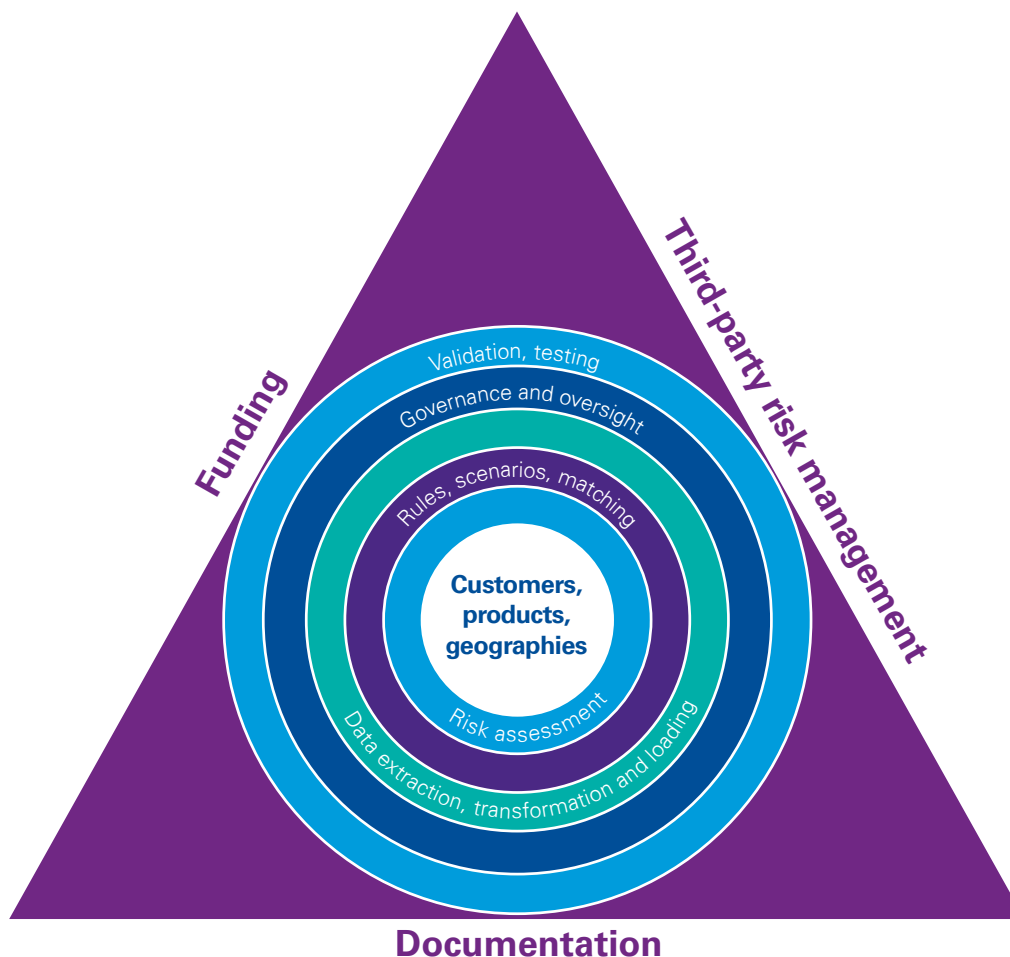 Funding
Third-party risk management
Validation, testing
Governance and oversight
Rules, scenarios, matching
Customers,
products,
geographies
Risk assessment
Data extraction, transformation and loading
Documentation